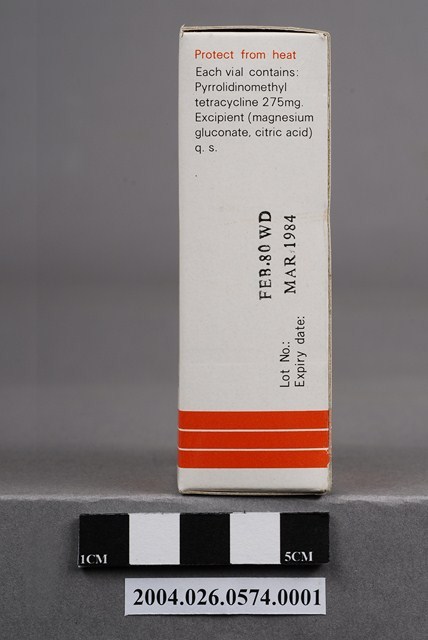 Protect from heat
Each vial contains:
Pyrrolidinomethyl
tetracycline 275mg.
Excipient (magnesium
gluconate, citric acid)
q. s.
FEB.80 WD
MAR 1984
Lot No.:
Expiry date:
1CM
5CM
2004.026.0574.0001